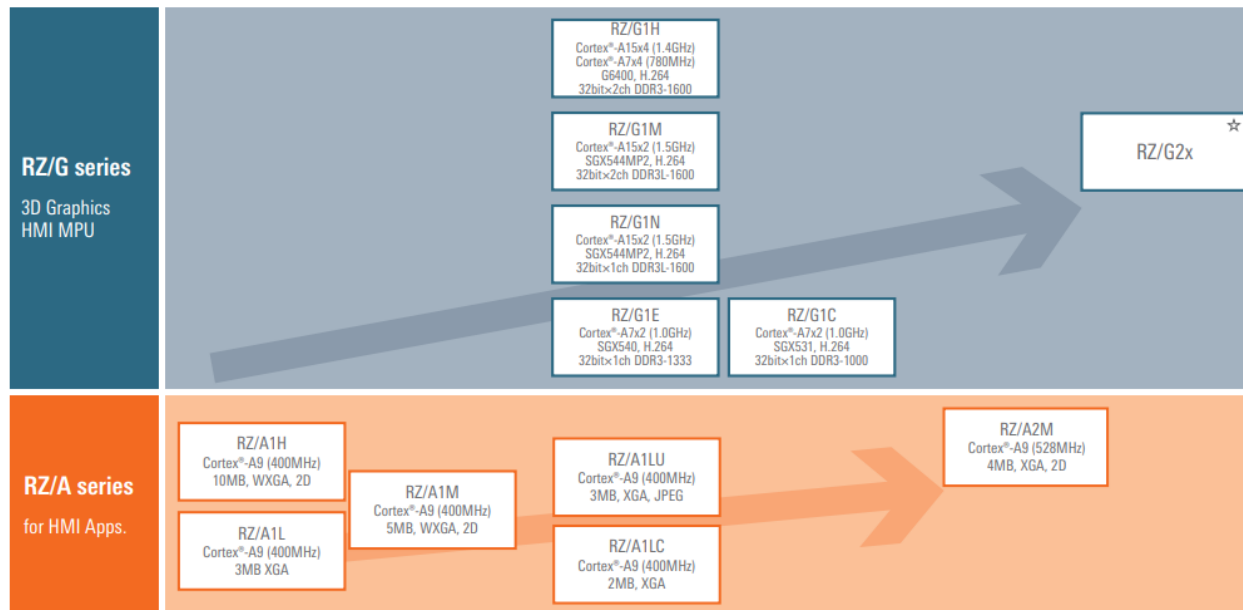 RZ/G series
3D Graphics
HMI MPU
RZ/G1H
Cortex®-A15x4 (1.4GHz)
Cortex®-A7x4 (780MHz)
G6400, H.264
32bit×2ch DDR3-1600
RZ/G1M
Cortex®-A15x2 (1.5GHz)
SGX544MP2, H.264
32bit×2ch DDR3L-1600
RZ/G1N
Cortex®-A15x2 (1.5GHz)
SGX544MP2, H.264
32bit×1ch DDR3L-1600
RZ/G1E
Cortex®-A7x2 (1.0GHz)
SGX540, H.264
32bit×1ch DDR3-1333
RZ/G1C
Cortex®-A7x2 (1.0GHz)
SGX531, H.264
32bit×1ch DDR3-1000
☆
RZ/G2x
RZ/A series
for HMI Apps.
RZ/A1H
Cortex®-A9 (400MHz)
10MB, WXGA, 2D
RZ/A1L
Cortex®-A9 (400MHz)
3MB XGA
RZ/A1M
Cortex®-A9 (400MHz)
5MB, WXGA, 2D
RZ/A1LU
Cortex®-A9 (400MHz)
3MB, XGA, JPEG
RZ/A1LC
Cortex®-A9 (400MHz)
2MB, XGA
RZ/A2M
Cortex®-A9 (528MHz)
4MB, XGA, 2D